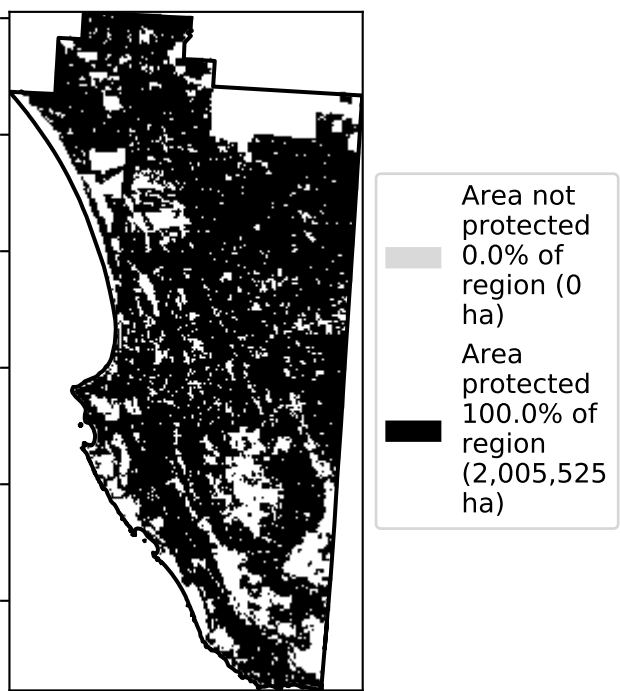 Area not
protected
0.0% of
region (0
ha)
Area
protected
100.0% of
region
(2,005,525
ha)